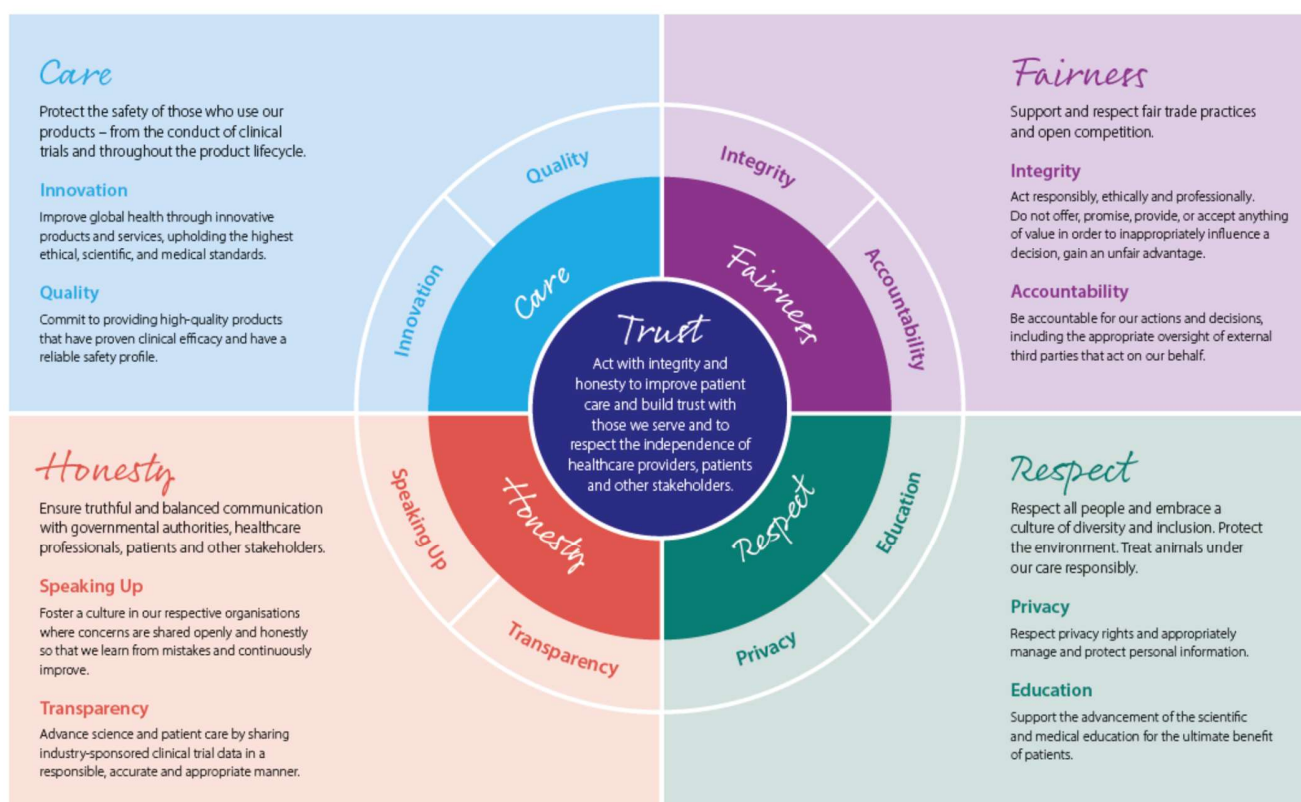 Care
Protect the safety of those who use our
products – from the conduct of clinical
trials and throughout the product lifecycle.
Innovation
Improve global health through innovative
products and services, upholding the highest
ethical, scientific, and medical standards.
Quality
Commit to providing high-quality products
that have proven clinical efficacy and have a
reliable safety profile.
Fairness
Support and respect fair trade practices
and open competition.
Integrity
Act responsibly, ethically and professionally.
Do not offer, promise, provide, or accept anything
of value in order to inappropriately influence a
decision, gain an unfair advantage.
Accountability
Be accountable for our actions and decisions,
including the appropriate oversight of external
third parties that act on our behalf.
Innovation
Quality
Integrity
Accountability
Care
Fairness
Trust
Act with integrity and
honesty to improve patient
care and build trust with
those we serve and to
respect the independence of
healthcare providers, patients
and other stakeholders.
Honesty
Respect
Speaking Up
Transparency
Privacy
Education
Honesty
Ensure truthful and balanced communication
with governmental authorities, healthcare
professionals, patients and other stakeholders.
Speaking Up
Foster a culture in our respective organisations
where concerns are shared openly and honestly
so that we learn from mistakes and continuously
improve.
Transparency
Advance science and patient care by sharing
industry-sponsored clinical trial data in a
responsible, accurate and appropriate manner.
Respect
Respect all people and embrace a
culture of diversity and inclusion. Protect
the environment. Treat animals under
our care responsibly.
Privacy
Respect privacy rights and appropriately
manage and protect personal information.
Education
Support the advancement of the scientific
and medical education for the ultimate benefit
of patients.